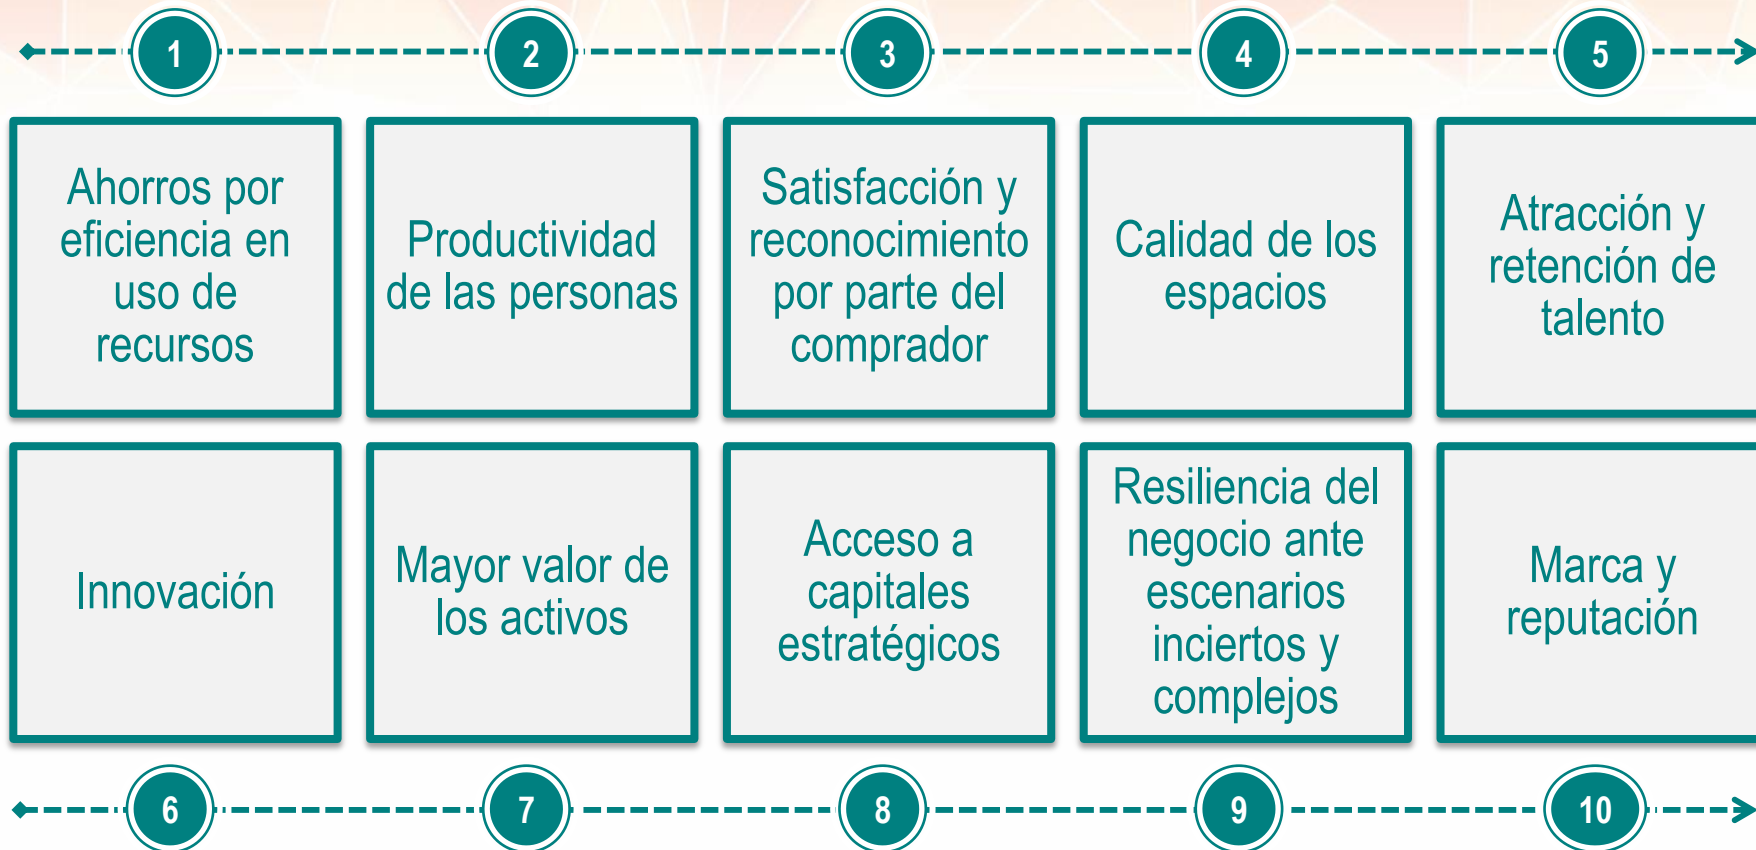 1
2
3
4
5
Ahorros por
eficiencia en
uso de
recursos
Productividad
de las personas
Satisfacción y
reconocimiento
por parte del
comprador
Calidad de los
espacios
Atracción y
retención de
talento
Innovación
Mayor valor de
los activos
Acceso a
capitales
estratégicos
Resiliencia del
negocio ante
escenarios
inciertos y
complejos
Marca y
reputación
6
7
8
9
10